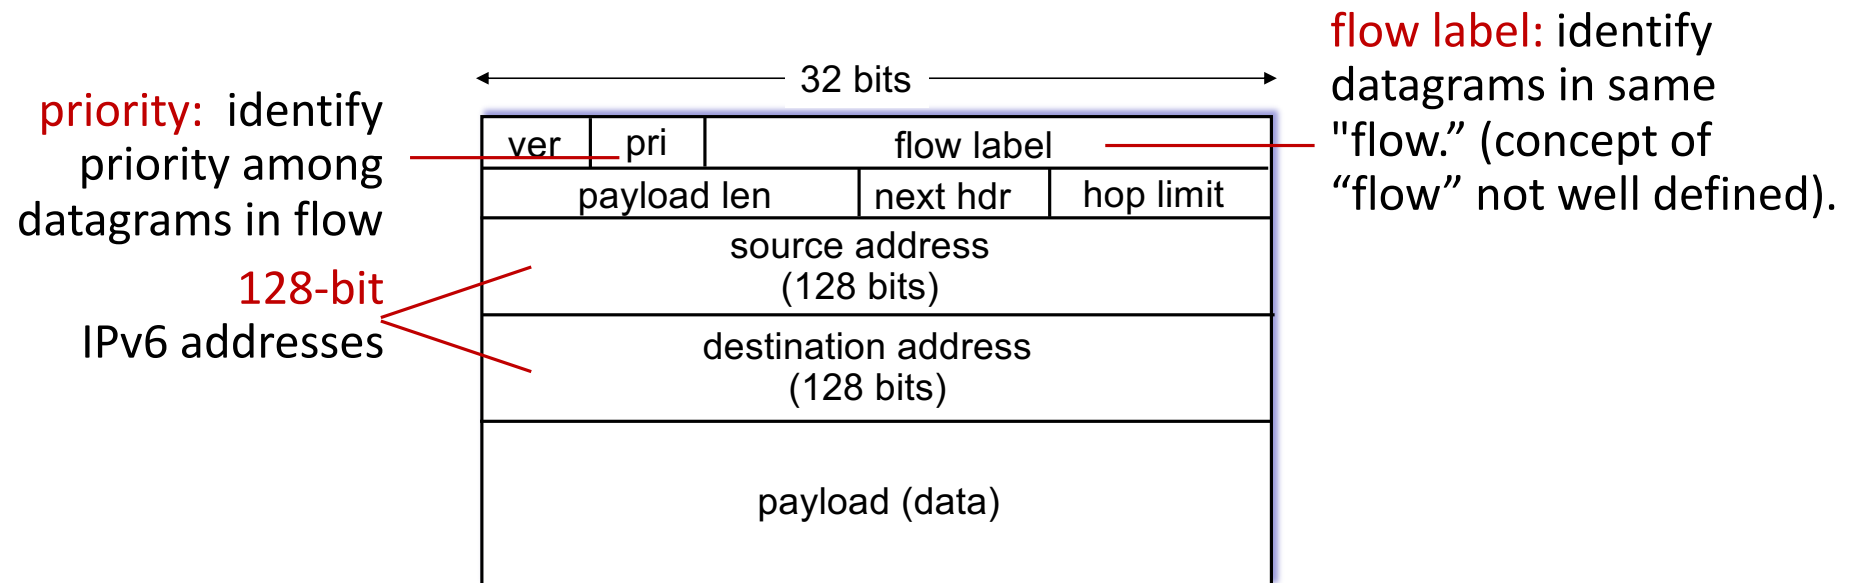 priority: identify
priority among
datagrams in flow
128-bit
IPv6 addresses
32 bits
ver pri flow label
payload len next hdr hop limit
source address
(128 bits)
destination address
(128 bits)
payload (data)
flow label: identify
datagrams in same
"flow.” (concept of
“flow” not well defined).